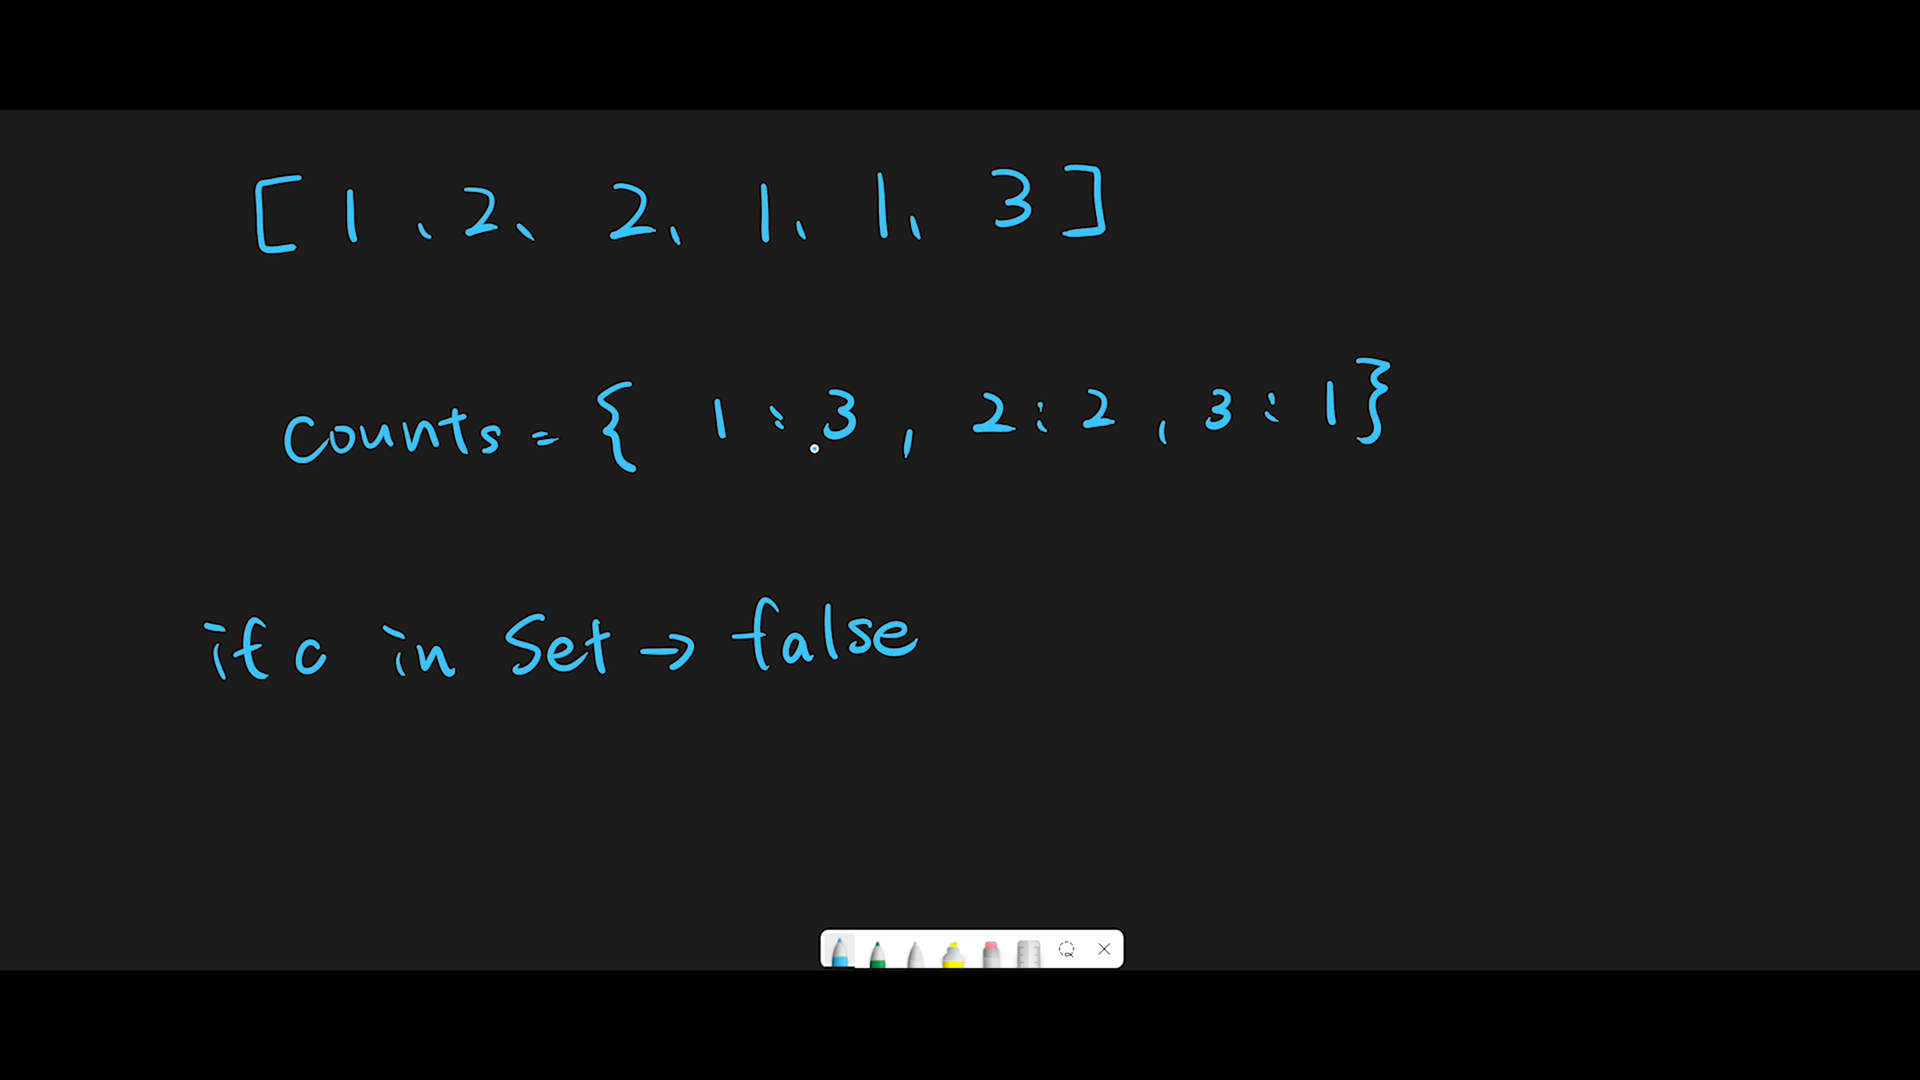 [ 1 , 2, 2, 1, 1, 3 ]
counts = { 1 : 3 , 2 : 2 , 3 : 1 }
if c in Set → false